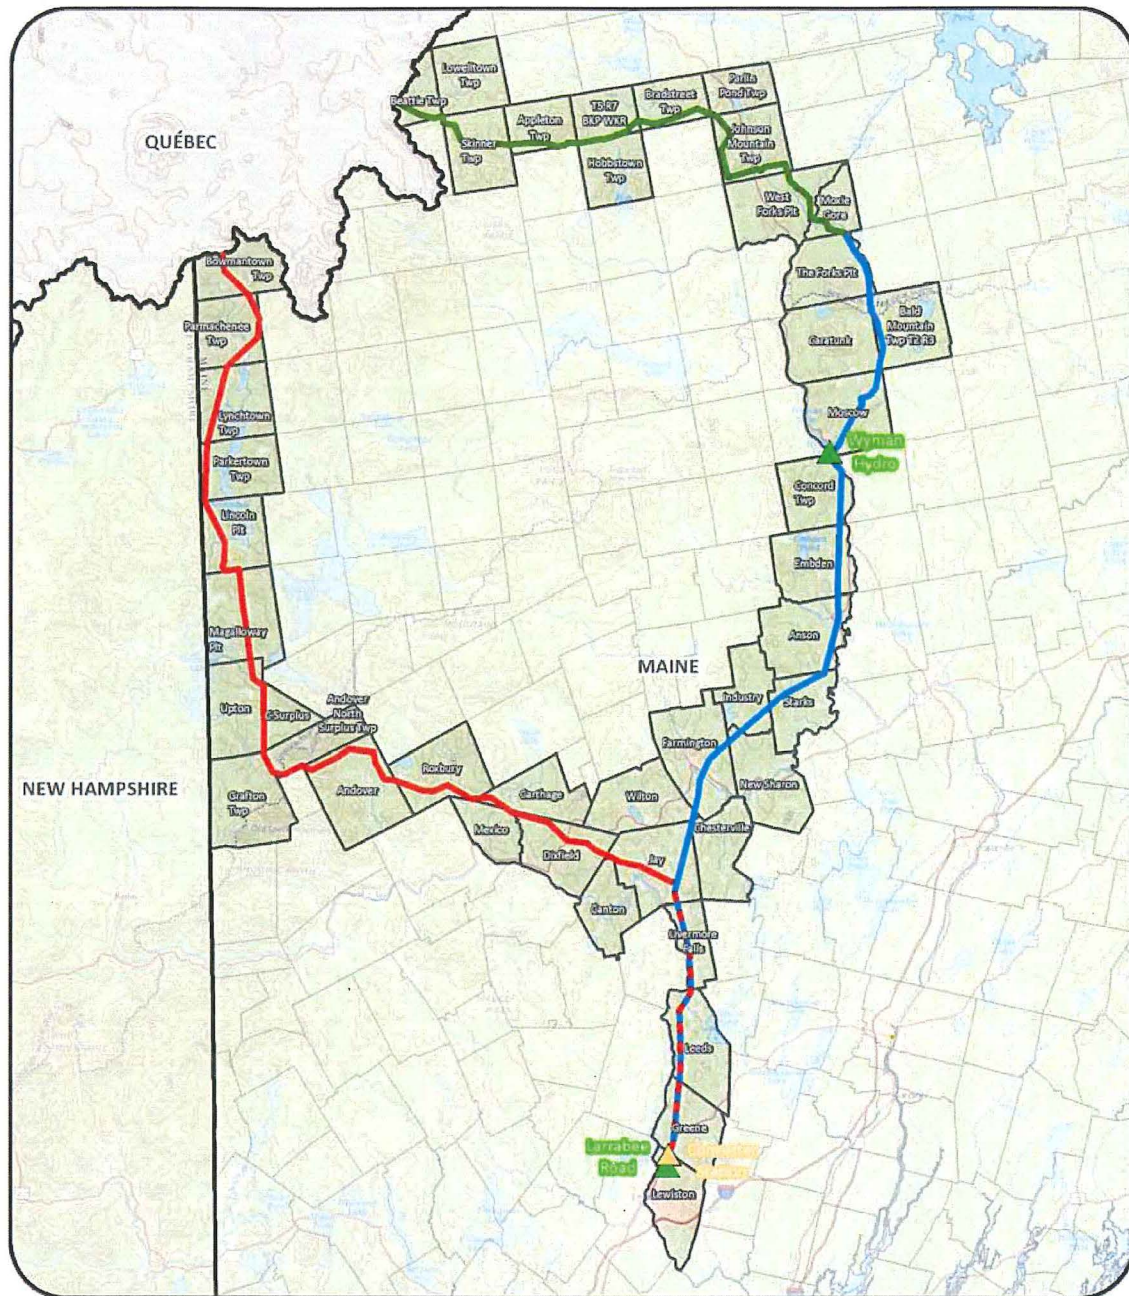 Lowelltown
Twp
Beattie Twp
Parlin
Pond Twp
Bradstreet
Twp
T5 R7
BKP WKR
Appleton
Twp
QUÉBEC
Skinner
Twp
Johnson
Mountain
Twp
Hobbstown
Twp
West
Forks Plt
Moxie
Gore
Bowmantown
Twp
The Forks Plt
Parmachenee
Twp
Caratunk
Bald
Mountain
Twp T2 R3
MAINE
Lynchtown
Twp
Moscow
Wyman
Hydro
Parkertown
Twp
Concord
Twp
Lincoln
Plt
Embden
Magalloway
Plt
Anson
MAINE
Upton
C Surplus
Andover
North
Surplus Twp
Industry
Starks
Farmington
NEW HAMPSHIRE
Roxbury
Andover
Grafton
Twp
Carthage
Wilton
New Sharon
Mexico
Dixfield
Jay
Chesterville
Canton
Livermore
Falls
Leeds
Greene
Larrabee
Road
Lewiston